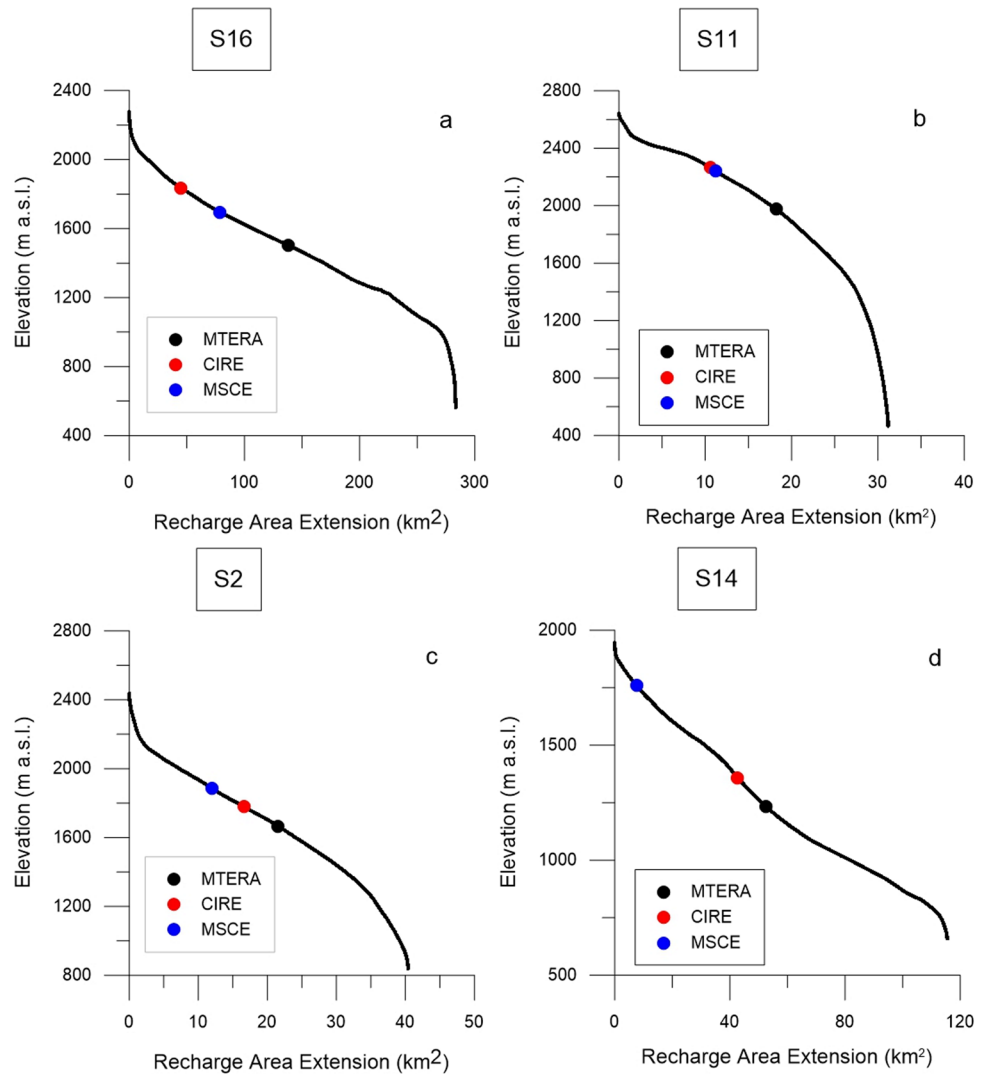 S16
S11
a
b
2400
2000
1600
1200
800
400
Elevation (m a.s.l.)
MTERA
CIRE
MSCE
0 100 200 300
Recharge Area Extension (km2)
2800
2400
2000
1600
1200
800
400
Elevation (m a.s.l.)
MTERA
CIRE
MSCE
0 10 20 30 40
Recharge Area Extension (km²)
S2
S14
c
d
2800
2400
2000
1600
1200
800
Elevation (m a.s.l.)
MTERA
CIRE
MSCE
0 10 20 30 40 50
Recharge Area Extension (km2)
2000
1500
1000
500
Elevation (m a.s.l.)
MTERA
CIRE
MSCE
0 40 80 120
Recharge Area Extension (km²)